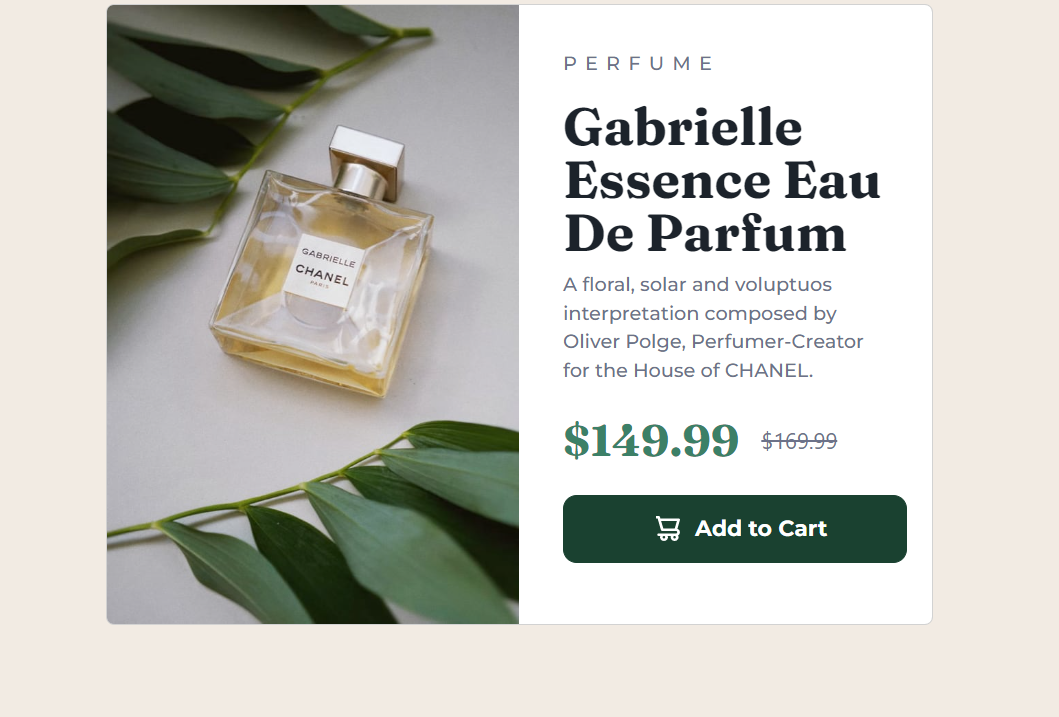 PERFUME
Gabrielle
Essence Eau
De Parfum
A floral, solar and voluptuos
interpretation composed by
Oliver Polge, Perfumer-Creator
for the House of CHANEL.
$149.99 $169.99
Add to Cart
GABRIELLE
CHANEL
PARIS